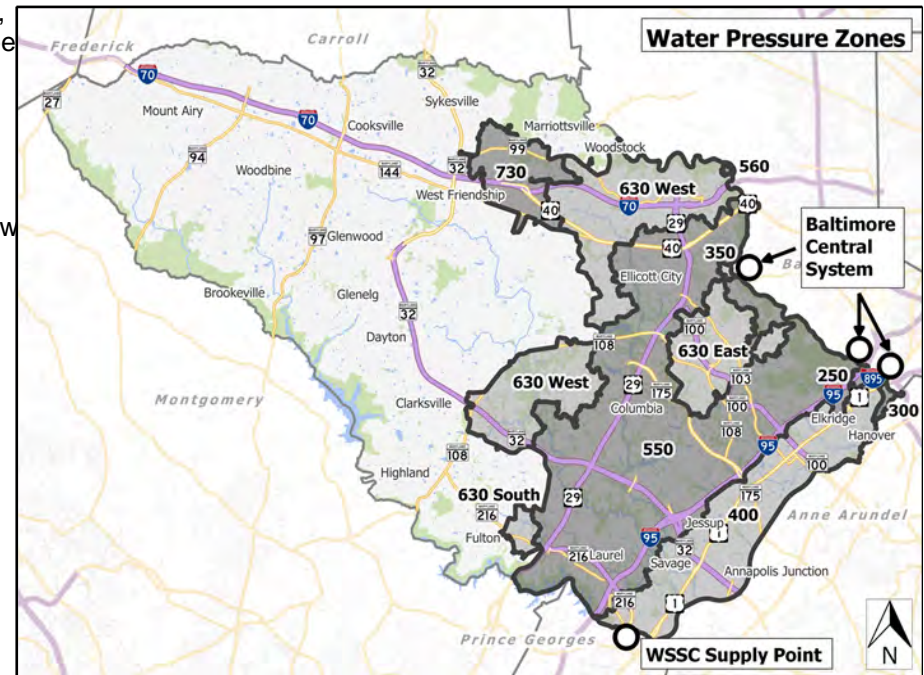 ,
e
w
Water Pressure Zones
Frederick
Carroll
70
32
27
Mount Airy
Sykesville
70
Cooksville
Marriottsville
99
Woodstock
94
Woodbine
144
32
730
560
West Friendship
630 West
70
40
29
40
Baltimore
Central
System
Ba
97
Glenwood
40
350
Ellicott City
Brookeville
Glenelg
32
Dayton
108
100
630 East
630 West
29
175
103
250
895
95
1
300
Montgomery
Clarksville
Columbia
100
Elkridge
Hanover
32
108
108
95
550
100
Highland
630 South
175
400
Anne Arundel
29
216
Jessup
1
Fulton
95
32
216
Laurel
Savage
Annapolis Junction
216
1
Prince Georges
WSSC Supply Point
N